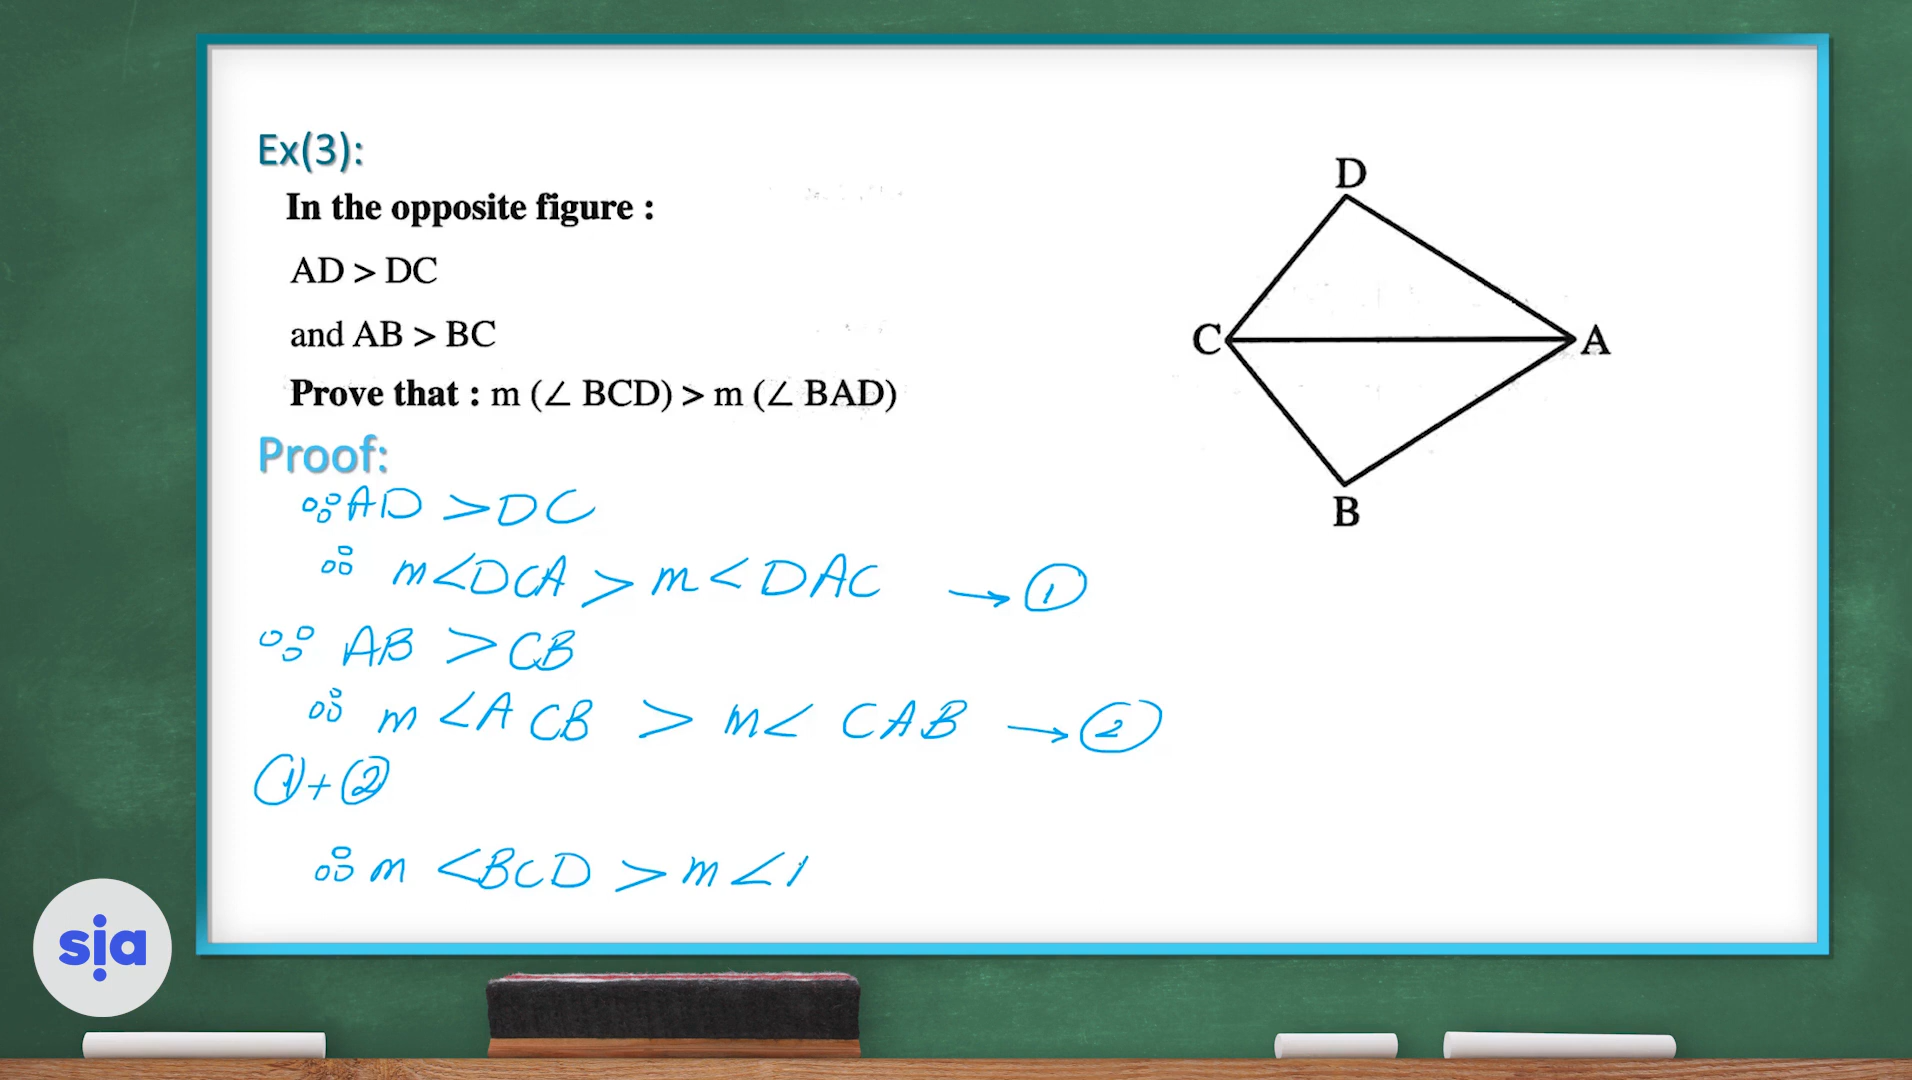 Ex(3):
In the opposite figure :
AD > DC
and AB > BC
Prove that : m (∠ BCD) > m (∠ BAD)
Proof:
∵ AD > DC
∴ m∠DCA > m∠DAC → ①
∵ AB > CB
∴ m∠ACB > m∠CAB → ②
①+②
∴ m∠BCD > m∠
D
C
A
B
sia